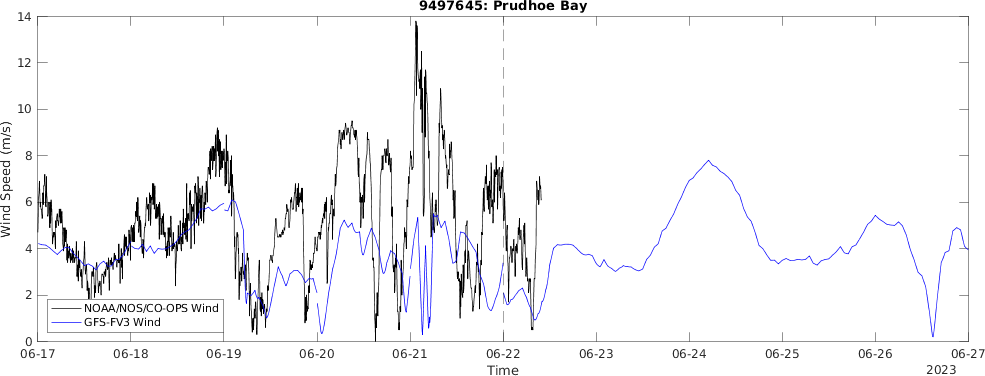 9497645: Prudhoe Bay
14
12
10
8
6
4
2
0
Wind Speed (m/s)
NOAA/NOS/CO-OPS Wind
GFS-FV3 Wind
06-17 06-18 06-19 06-20 06-21 06-22 06-23 06-24 06-25 06-26 06-27
Time
2023